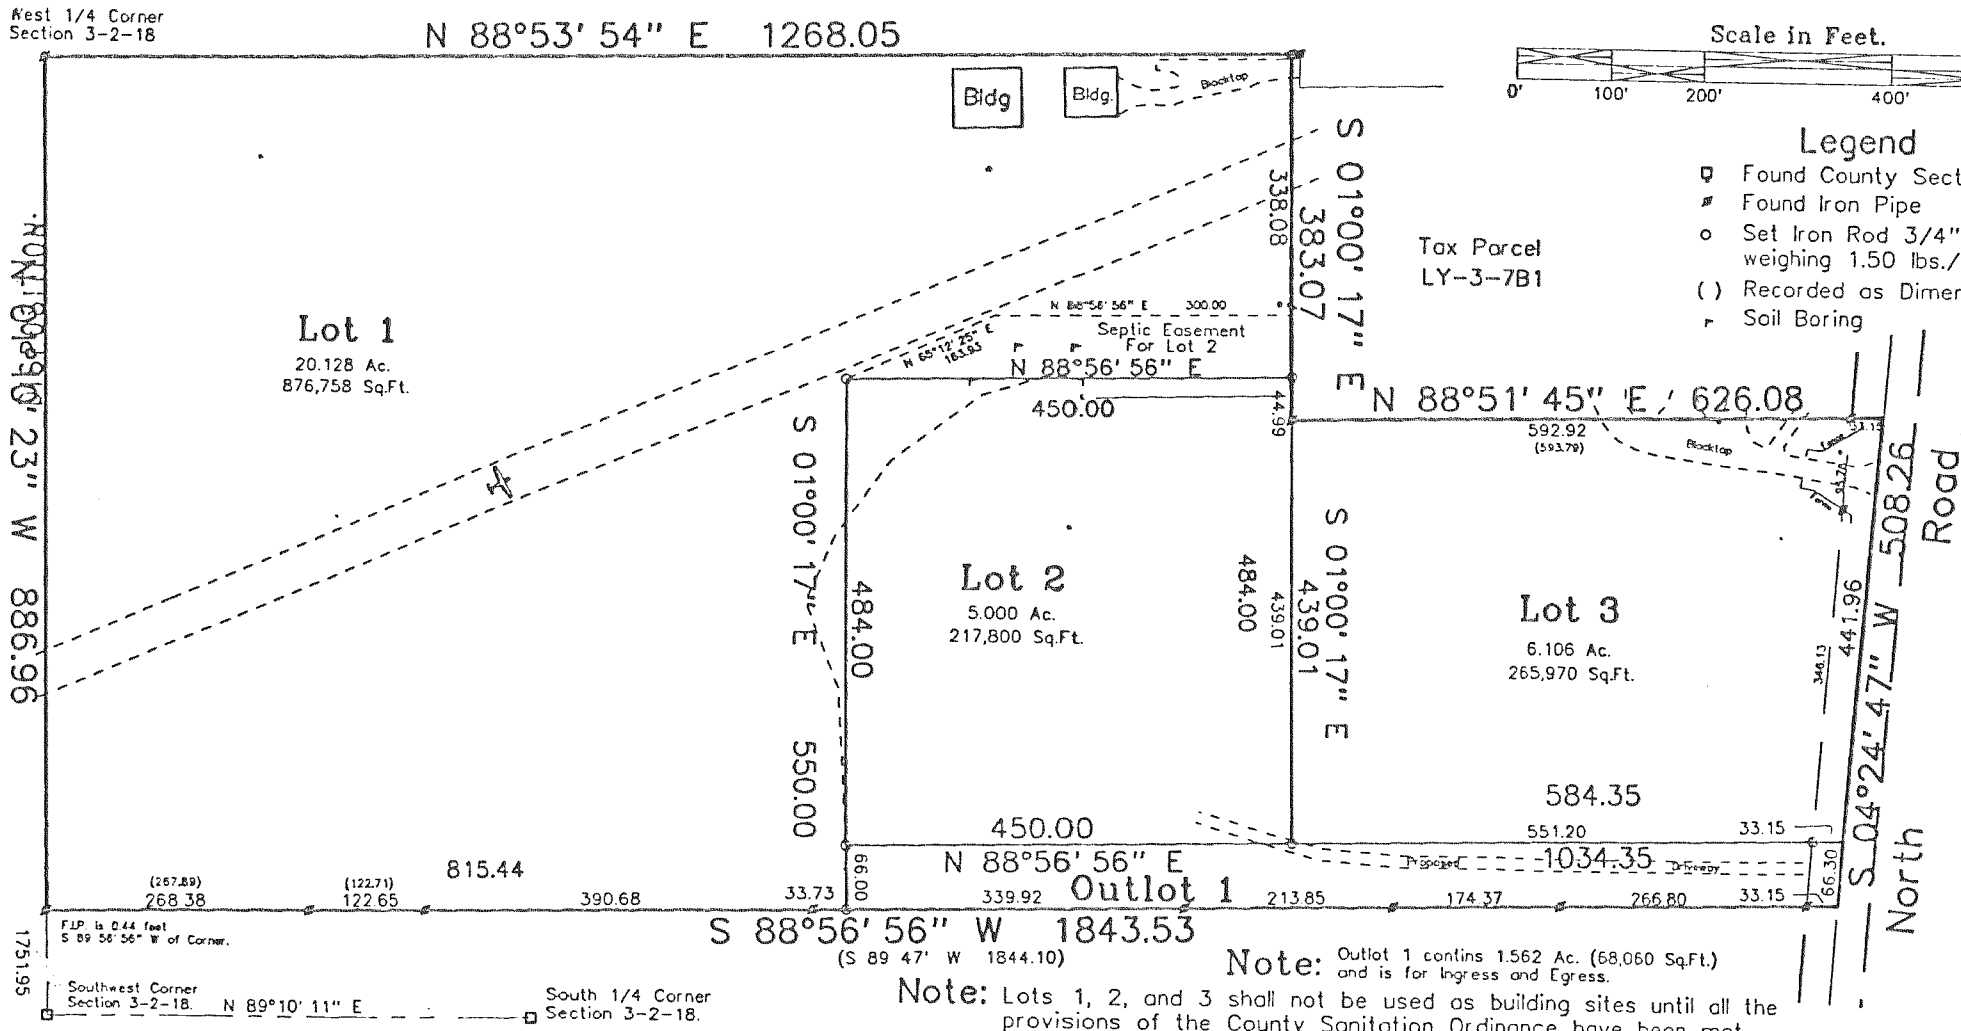 West 1/4 Corner
Section 3-2-18
N 88°53' 54" E 1268.05
Scale in Feet.
0' 100' 200' 400'
Bldg
Bldg.
Blacktop
Legend
Found County Sect
Found Iron Pipe
Set Iron Rod 3/4"
weighing 1.50 lbs./
( ) Recorded as Dimen
Soil Boring
S 01°00' 17" E
338.08
383.07
Tax Parcel
LY-3-7B1
23" W 886.96
Lot 1
20.128 Ac.
876,758 Sq.Ft.
N 88°56' 56" E 300.00
Septic Easement
For Lot 2
N 65°12' 25" E
163.93
N 88°56' 56" E
450.00
44.99
N 88°51' 45" E 626.08
592.92
(593.79)
33.15
Blacktop
S 01°00' 17" E
484.00
550.00
Lot 2
5.000 Ac.
217,800 Sq.Ft.
484.00
439.01
439.01
S 01°00' 17" E
Lot 3
6.106 Ac.
265,970 Sq.Ft.
346.13
441.96
S 04°24' 47" W 508.26
North Road
584.35
450.00
551.20
33.15
N 88°56' 56" E
1034.35
Proposed Driveway
66.00
66.30
815.44
(267.89)
268.38
(122.71)
122.65
390.68
33.73
339.92
Outlot 1
213.85
174.37
266.80
33.15
F.I.P. is 0.44 feet
S 89 56' 56" W of Corner.
S 88°56' 56" W 1843.53
(S 89 47' W 1844.10)
1751.95
Note: Outlot 1 contins 1.562 Ac. (68,060 Sq.Ft.)
and is for Ingress and Egress.
Southwest Corner
Section 3-2-18.
N 89°10' 11" E
South 1/4 Corner
Section 3-2-18.
Note: Lots 1, 2, and 3 shall not be used as building sites until all the
provisions of the County Sanitation Ordinance have been met